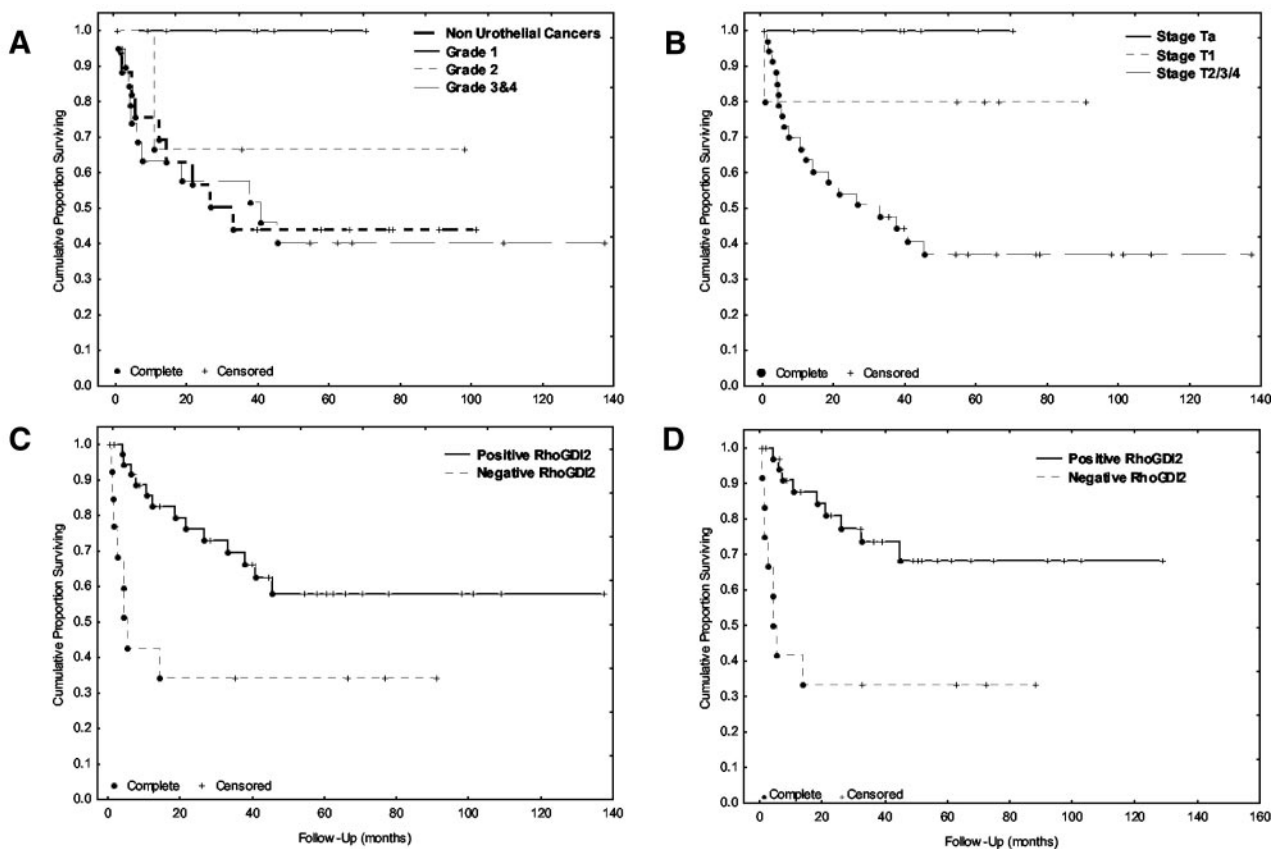 A
Cumulative Proportion Surviving
1.0
0.9
0.8
0.7
0.6
0.5
0.4
0.3
0.2
0.1
0.0
Non Urothelial Cancers
Grade 1
Grade 2
Grade 3&4
Complete Censored
0 20 40 60 80 100 120 140
B
Cumulative Proportion Surviving
1.0
0.9
0.8
0.7
0.6
0.5
0.4
0.3
0.2
0.1
0.0
Stage Ta
Stage T1
Stage T2/3/4
Complete Censored
0 20 40 60 80 100 120 140
C
Cumulative Proportion Surviving
1.0
0.9
0.8
0.7
0.6
0.5
0.4
0.3
0.2
0.1
0.0
Positive RhoGDI2
Negative RhoGDI2
Complete Censored
0 20 40 60 80 100 120 140
Follow-Up (months)
D
Cumulative Proportion Surviving
1.0
0.9
0.8
0.7
0.6
0.5
0.4
0.3
0.2
0.1
0.0
Positive RhoGDI2
Negative RhoGDI2
Complete Censored
0 20 40 60 80 100 120 140 160
Follow-Up (months)